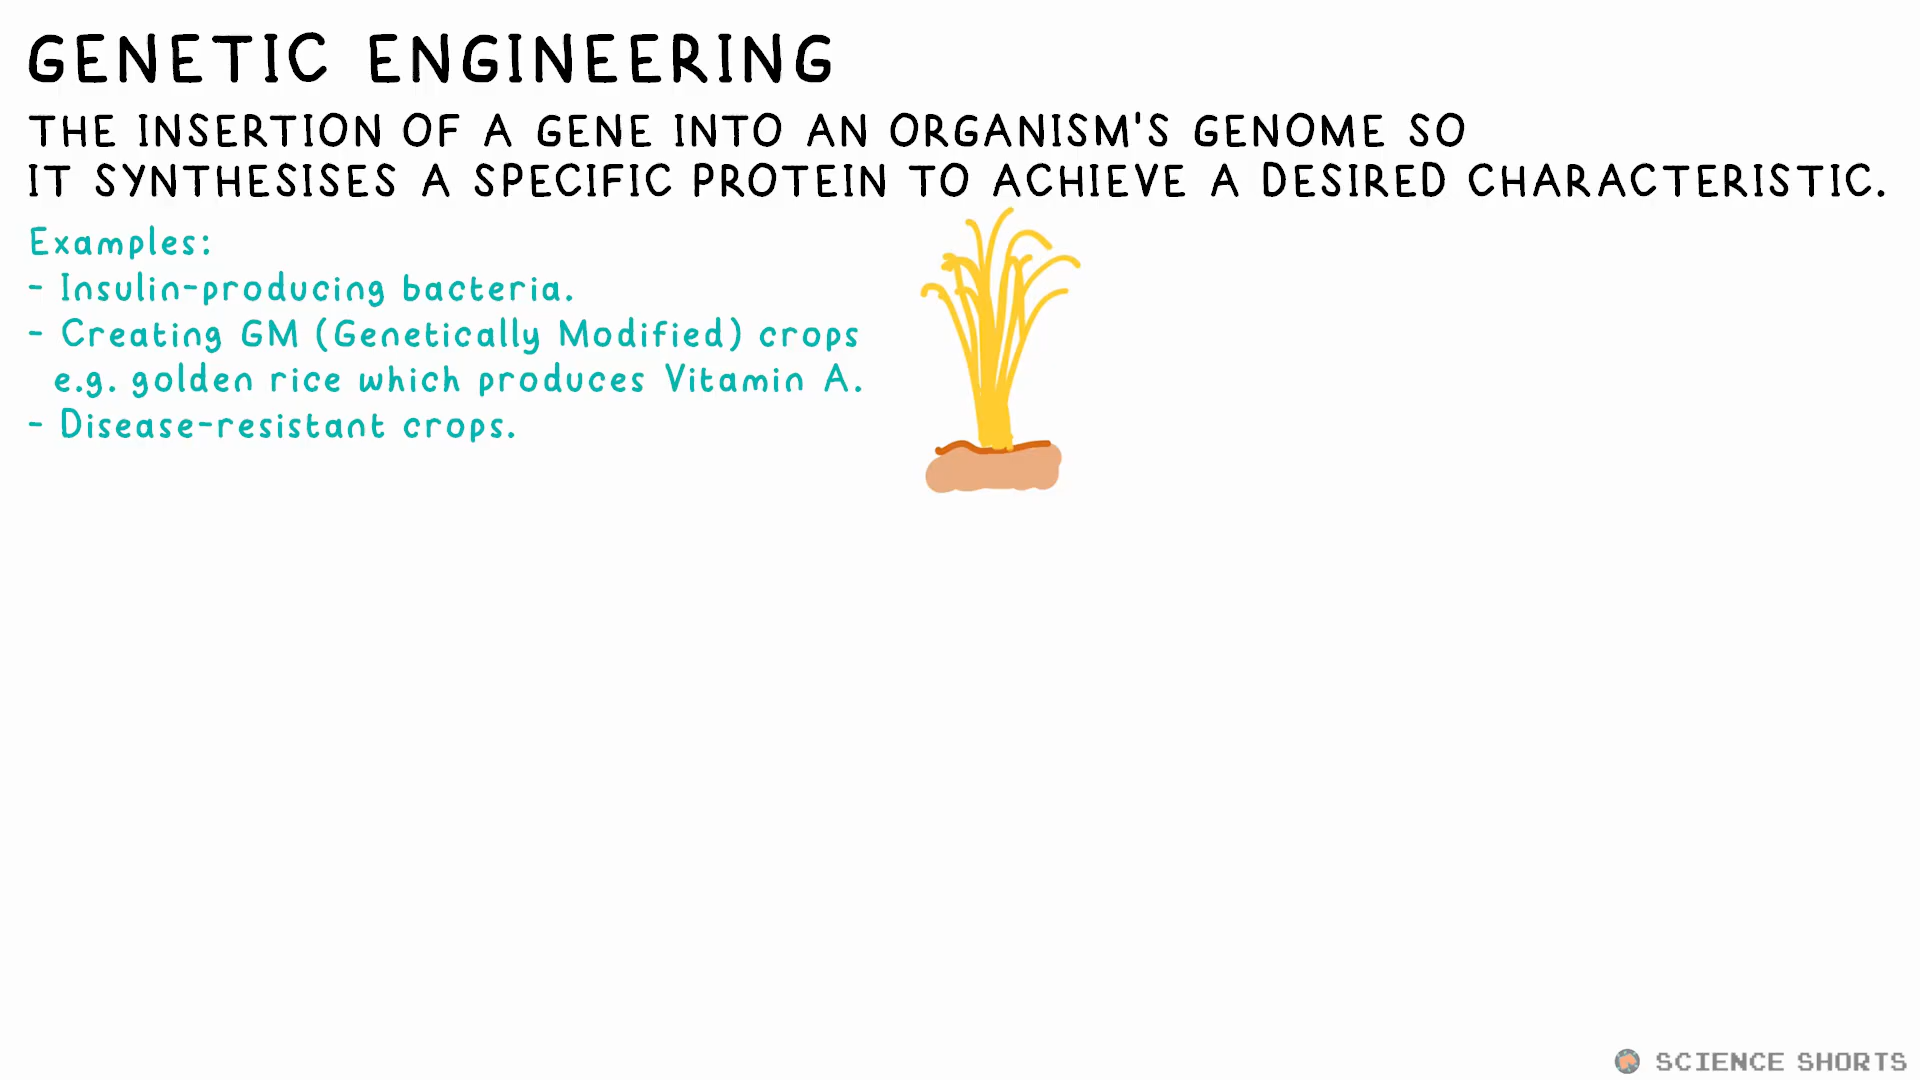 GENETIC ENGINEERING
THE INSERTION OF A GENE INTO AN ORGANISM'S GENOME SO
IT SYNTHESISES A SPECIFIC PROTEIN TO ACHIEVE A DESIRED CHARACTERISTIC.
Examples:
- Insulin-producing bacteria.
- Creating GM (Genetically Modified) crops
e.g. golden rice which produces Vitamin A.
- Disease-resistant crops.
SCIENCE SHORTS